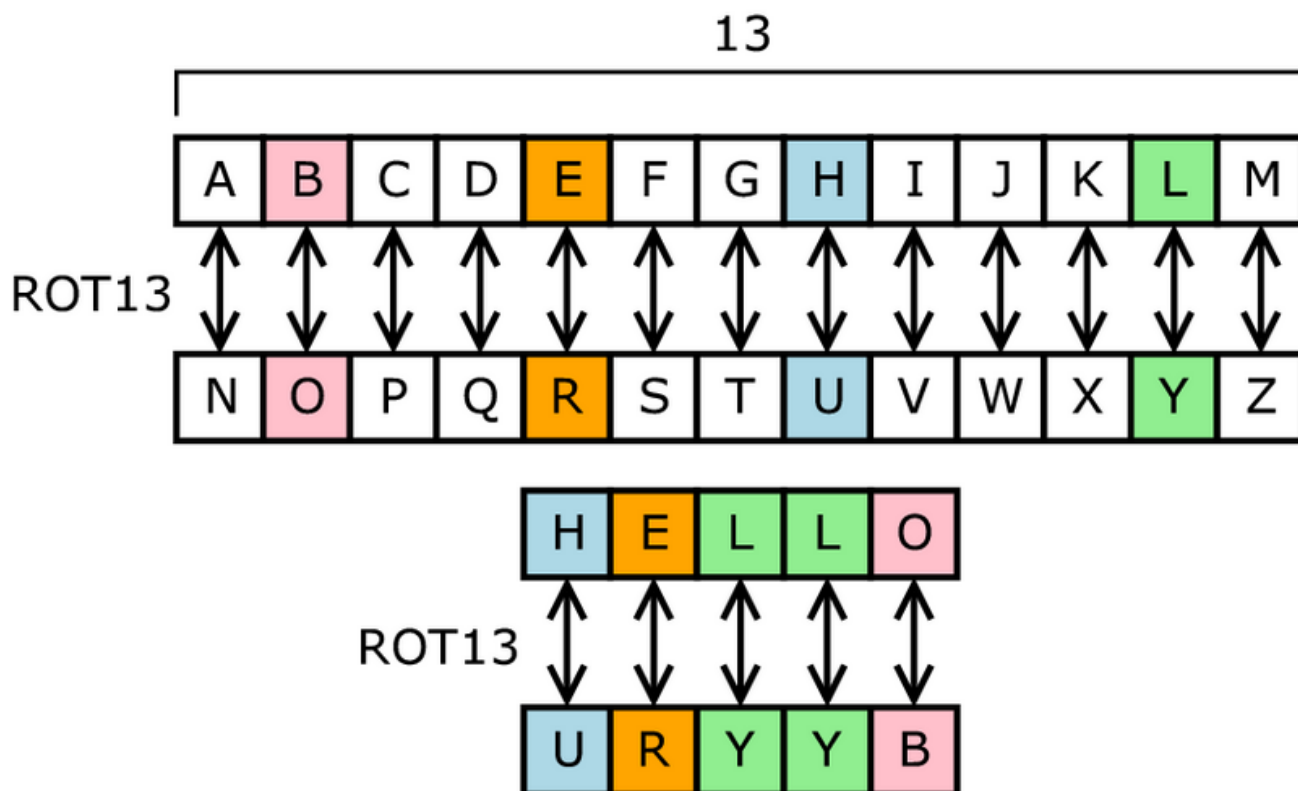 13
A B C D E F G H I J K L M
ROT13
N O P Q R S T U V W X Y Z
H E L L O
ROT13
U R Y Y B